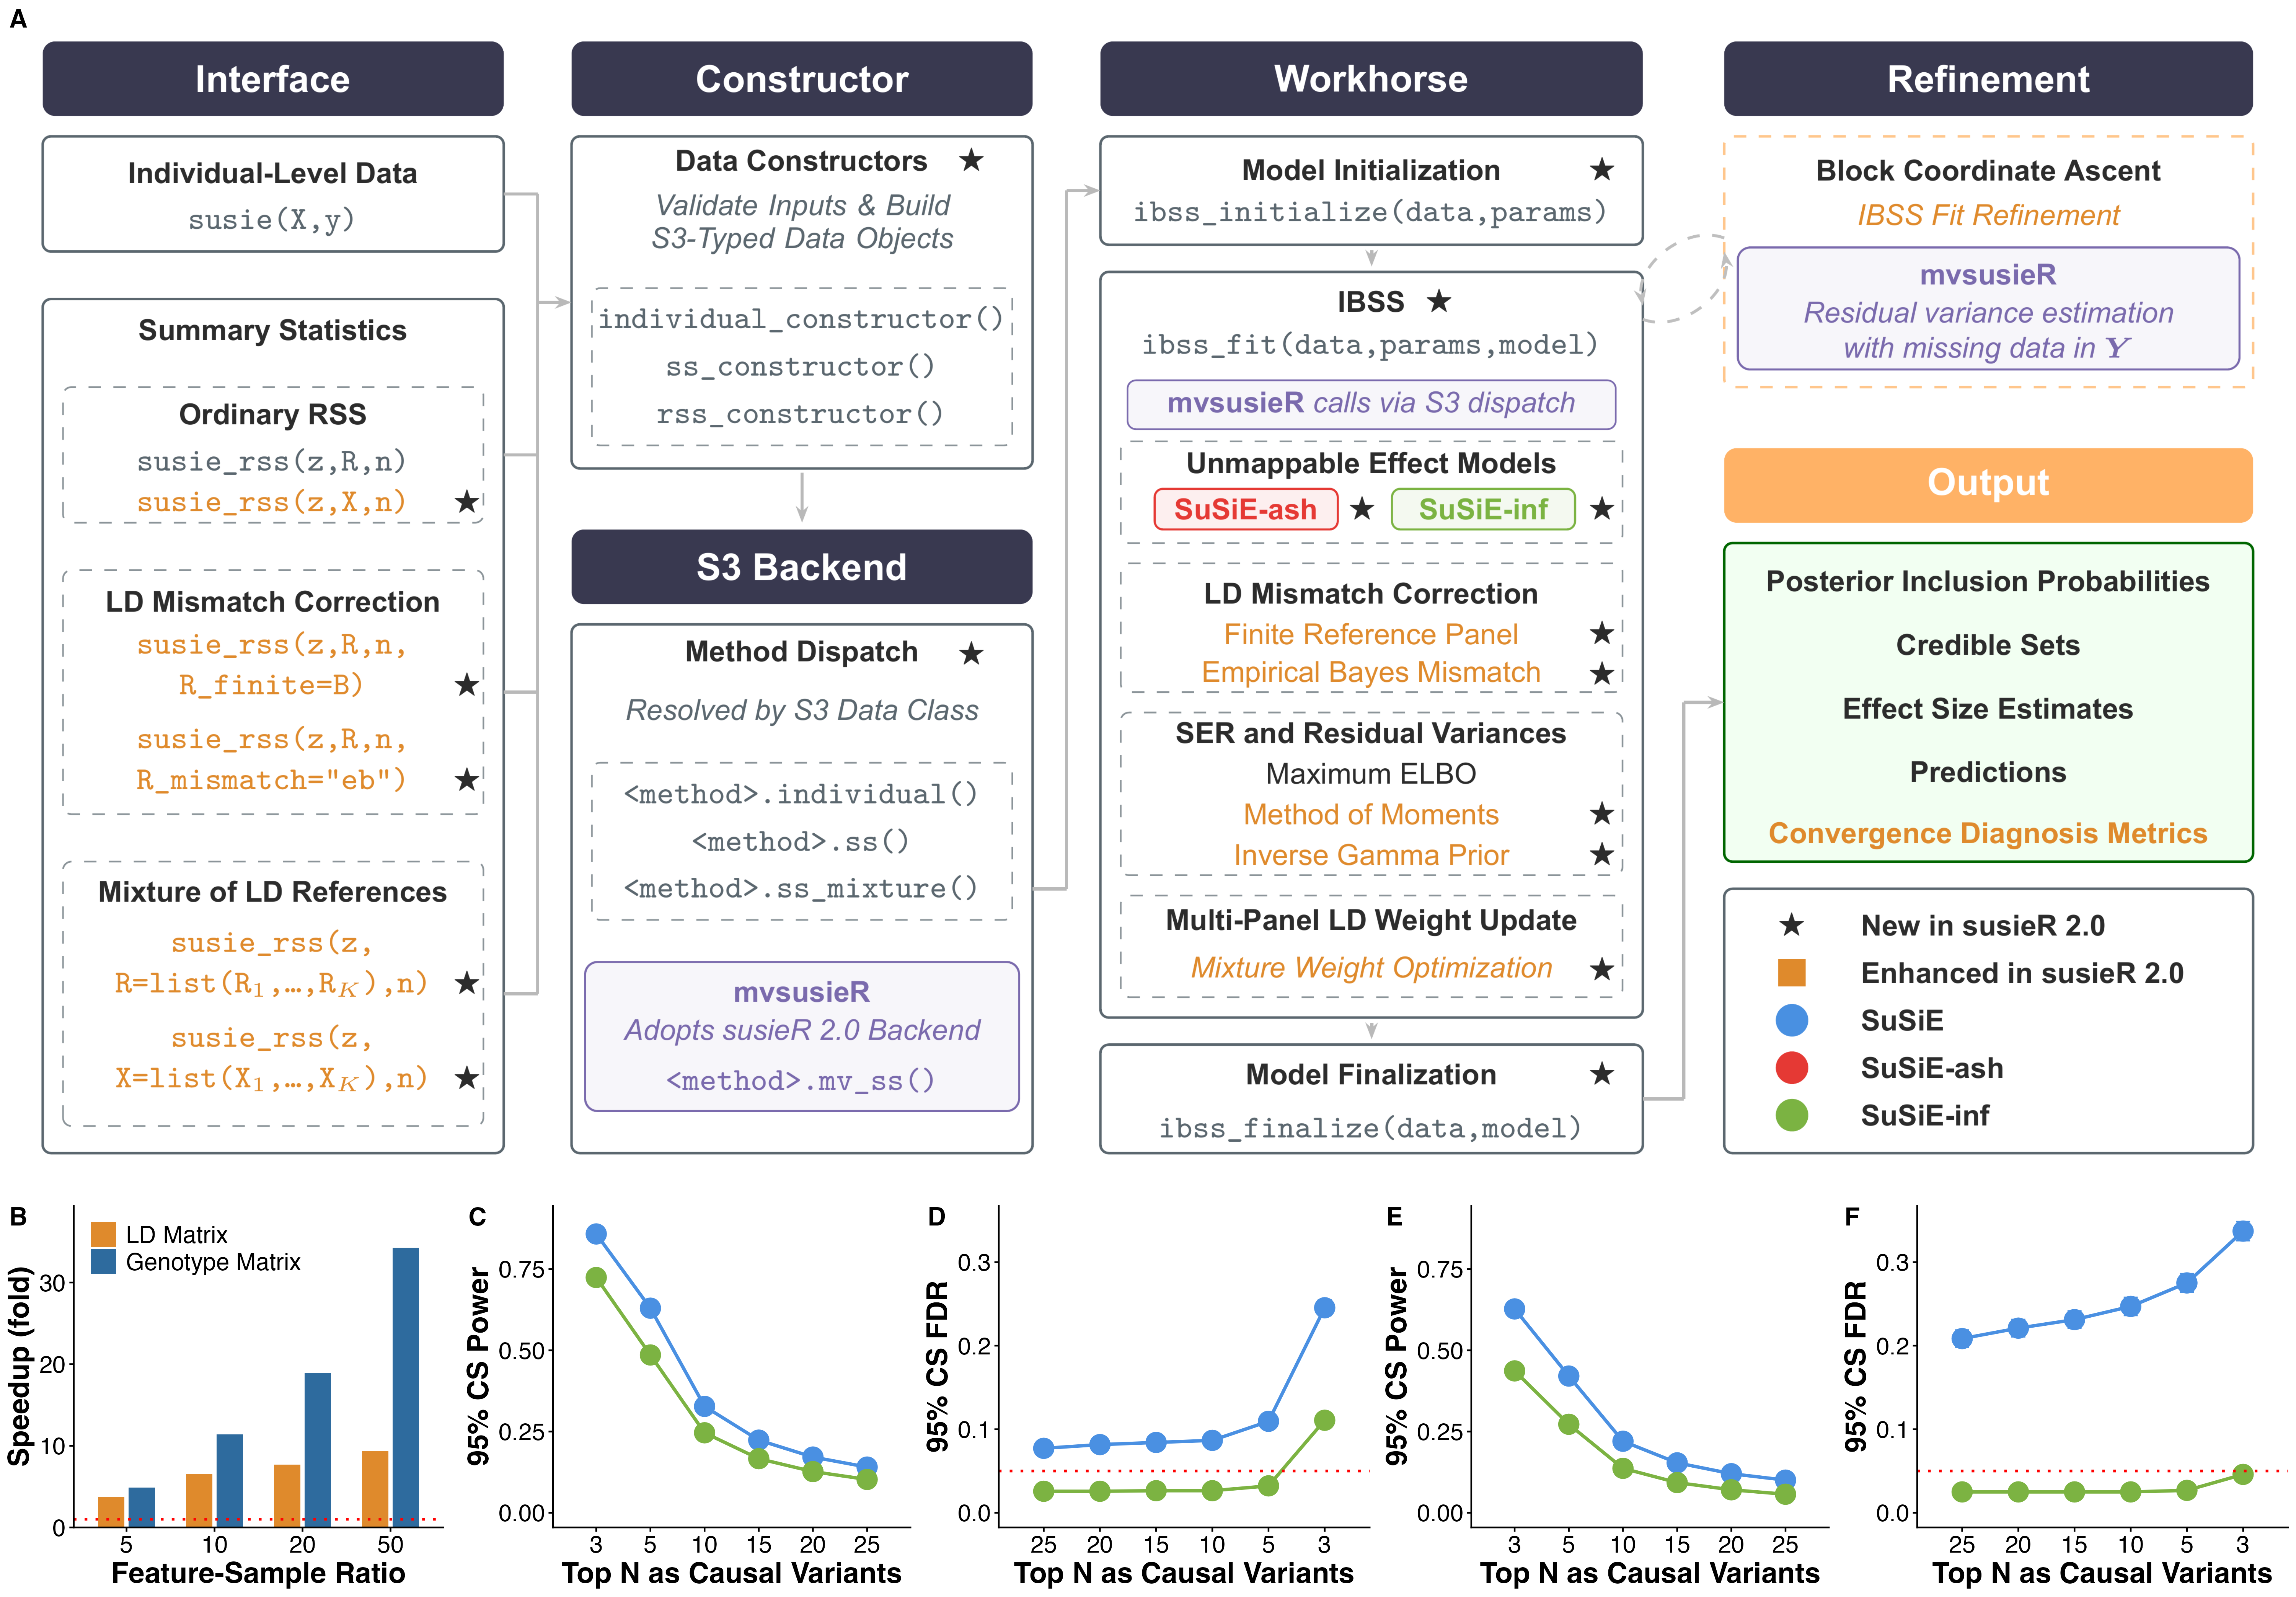 A
Interface
Individual-Level Data
susie(X,y)
Summary Statistics
Ordinary RSS
susie_rss(z,R,n)
susie_rss(z,X,n) ★
LD Mismatch Correction
susie_rss(z,R,n,
R_finite=B) ★
susie_rss(z,R,n,
R_mismatch="eb") ★
Mixture of LD References
susie_rss(z,
R=list(R₁,…,R_K),n) ★
susie_rss(z,
X=list(X₁,…,X_K),n) ★
Constructor
Data Constructors ★
Validate Inputs & Build
S3-Typed Data Objects
individual_constructor()
ss_constructor()
rss_constructor()
S3 Backend
Method Dispatch ★
Resolved by S3 Data Class
<method>.individual()
<method>.ss()
<method>.ss_mixture()
mvsusieR
Adopts susieR 2.0 Backend
<method>.mv_ss()
Workhorse
Model Initialization ★
ibss_initialize(data,params)
IBSS ★
ibss_fit(data,params,model)
mvsusieR calls via S3 dispatch
Unmappable Effect Models
SuSiE-ash ★ SuSiE-inf ★
LD Mismatch Correction
Finite Reference Panel ★
Empirical Bayes Mismatch ★
SER and Residual Variances
Maximum ELBO
Method of Moments ★
Inverse Gamma Prior ★
Multi-Panel LD Weight Update
Mixture Weight Optimization ★
Model Finalization ★
ibss_finalize(data,model)
Refinement
Block Coordinate Ascent
IBSS Fit Refinement
mvsusieR
Residual variance estimation
with missing data in Y
Output
Posterior Inclusion Probabilities
Credible Sets
Effect Size Estimates
Predictions
Convergence Diagnosis Metrics
★ New in susieR 2.0
Enhanced in susieR 2.0
SuSiE
SuSiE-ash
SuSiE-inf
B
LD Matrix
Genotype Matrix
Speedup (fold)
30
20
10
0
5 10 20 50
Feature-Sample Ratio
C
95% CS Power
0.75
0.50
0.25
0.00
3 5 10 15 20 25
Top N as Causal Variants
D
95% CS FDR
0.3
0.2
0.1
0.0
25 20 15 10 5 3
Top N as Causal Variants
E
95% CS Power
0.75
0.50
0.25
0.00
3 5 10 15 20 25
Top N as Causal Variants
F
95% CS FDR
0.3
0.2
0.1
0.0
25 20 15 10 5 3
Top N as Causal Variants